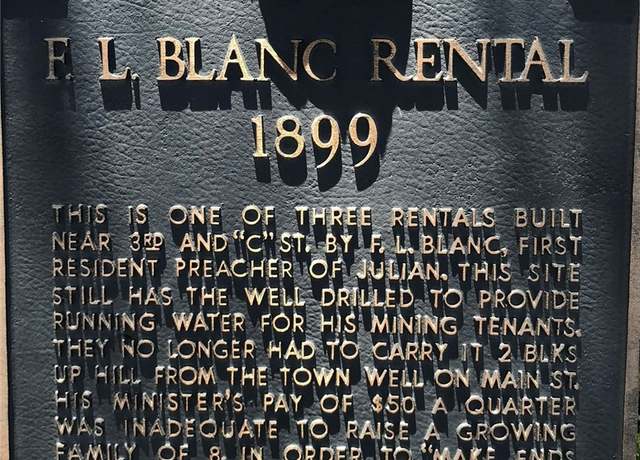 F. L. BLANC RENTAL
1899
THIS IS ONE OF THREE RENTALS BUILT
NEAR 3RD AND "C" ST. BY F. L. BLANC, FIRST
RESIDENT PREACHER OF JULIAN. THIS SITE
STILL HAS THE WELL DRILLED TO PROVIDE
RUNNING WATER FOR HIS MINING TENANTS.
THEY NO LONGER HAD TO CARRY IT 2 BLKS
UP HILL FROM THE TOWN WELL ON MAIN ST.
HIS MINISTER'S PAY OF $50 A QUARTER
WAS INADEQUATE TO RAISE A GROWING
FAMILY OF 8. IN ORDER TO "MAKE ENDS